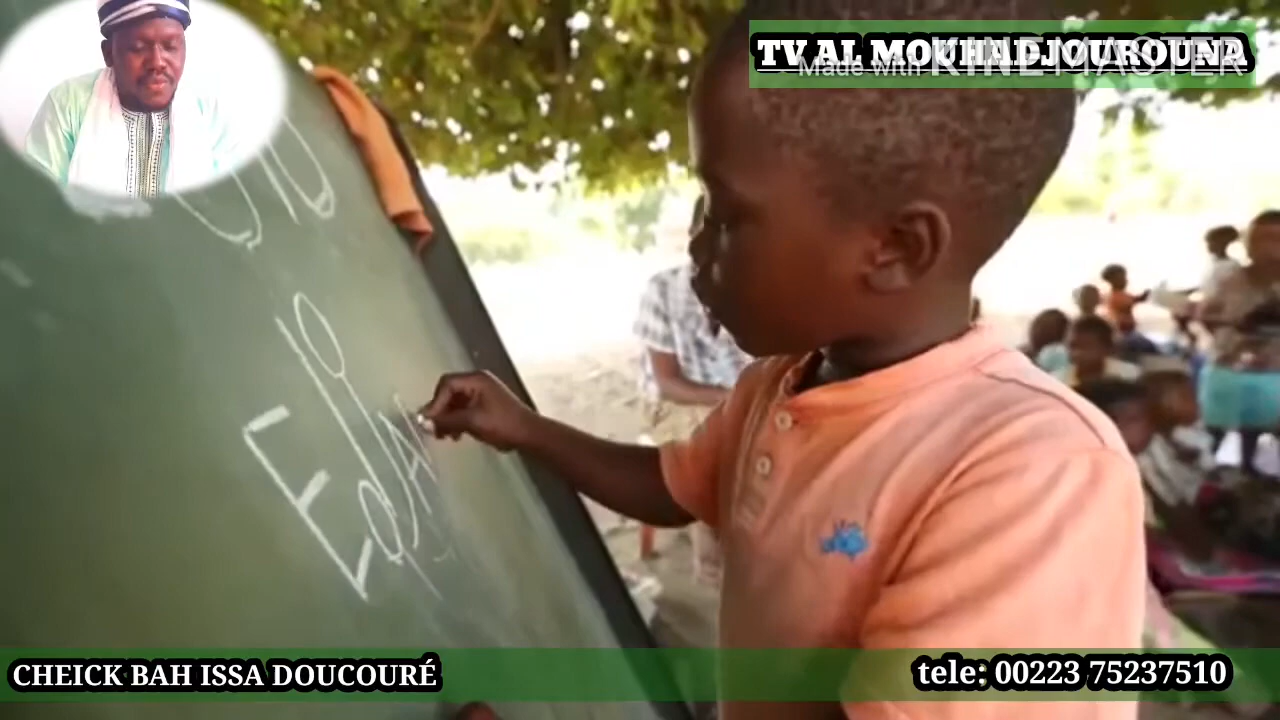 TV AL MOUHADJOUROUNA
Made with KINEMASTER
CHEICK BAH ISSA DOUCOURÉ
tele: 00223 75237510